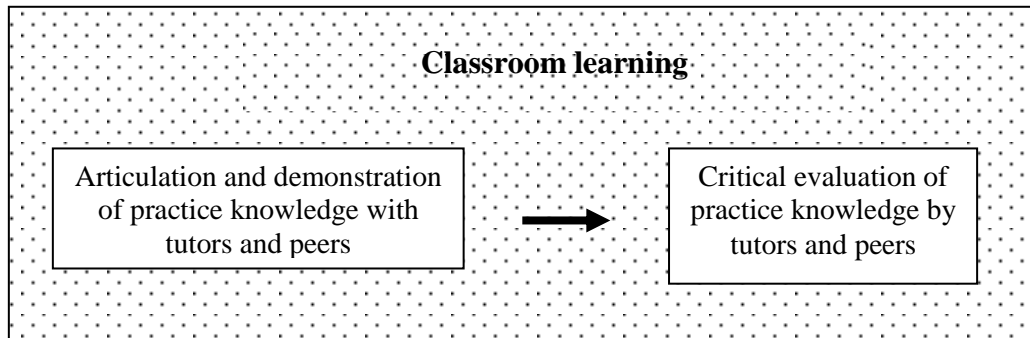 Classroom learning
Articulation and demonstration
of practice knowledge with
tutors and peers
Critical evaluation of
practice knowledge by
tutors and peers